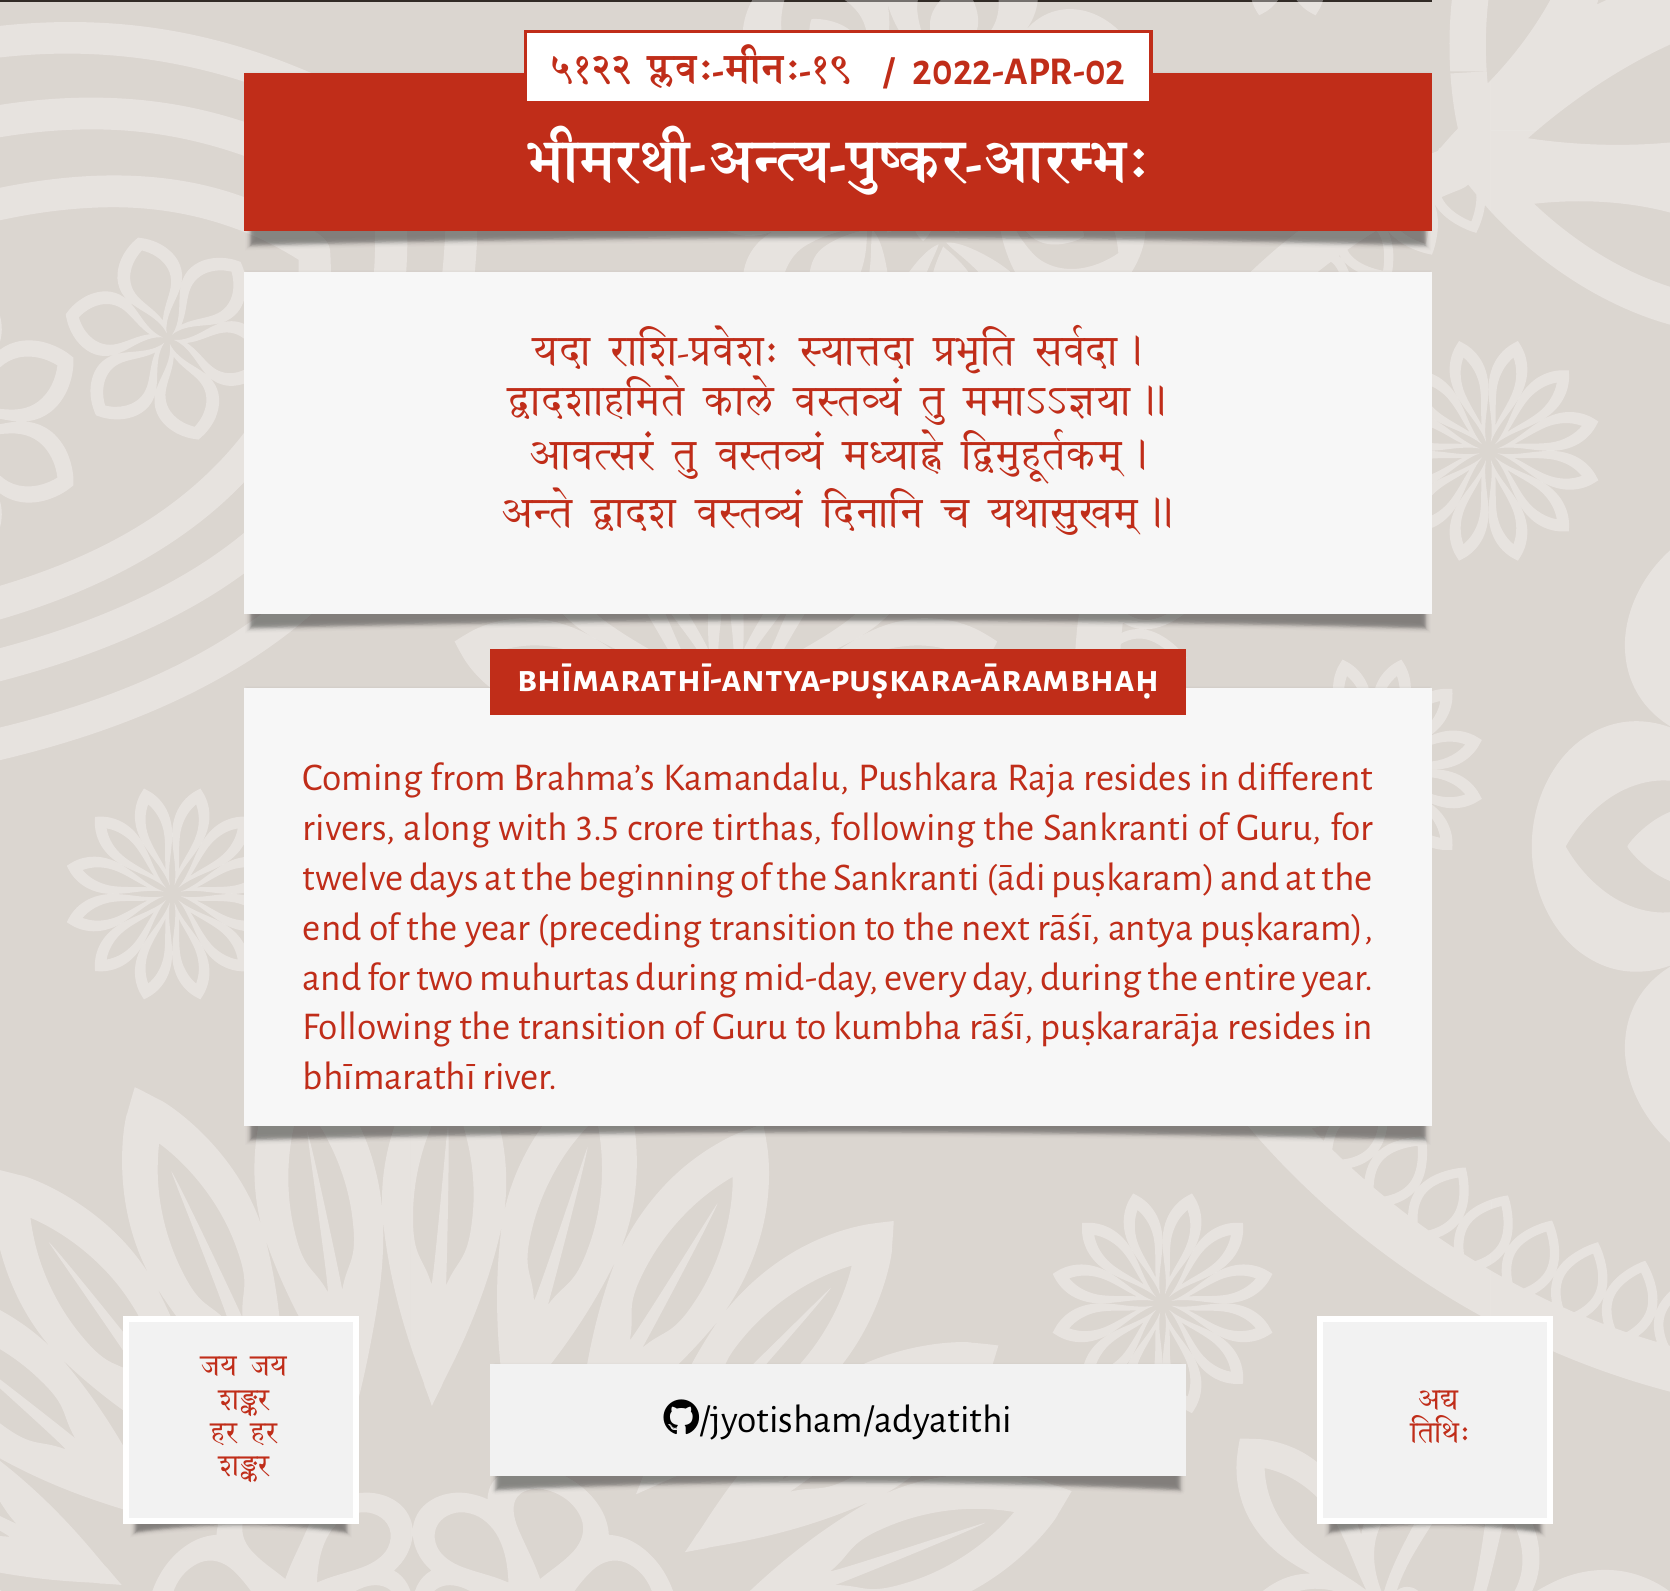 ५१२२ प्लवः-मीनः-१९ / 2022-APR-02
भीमरथी-अन्त्य-पुष्कर-आरम्भः
यदा राशि-प्रवेशः स्यात्तदा प्रभृति सर्वदा।
द्वादशाहमिते काले वस्तव्यं तु ममाऽऽज्ञया॥
आवत्सरं तु वस्तव्यं मध्याह्ने द्विमुहूर्तकम्।
अन्ते द्वादश वस्तव्यं दिनानि च यथासुखम्॥
BHĪMARATHĪ-ANTYA-PUṢKARA-ĀRAMBHAḤ
Coming from Brahma’s Kamandalu, Pushkara Raja resides in different
rivers, along with 3.5 crore tirthas, following the Sankranti of Guru, for
twelve days at the beginning of the Sankranti (ādi puṣkaram) and at the
end of the year (preceding transition to the next rāśī, antya puṣkaram),
and for two muhurtas during mid-day, every day, during the entire year.
Following the transition of Guru to kumbha rāśī, puṣkararāja resides in
bhīmarathī river.
जय जय
शङ्कर
हर हर
शङ्कर
/jyotisham/adyatithi
अद्य
तिथिः